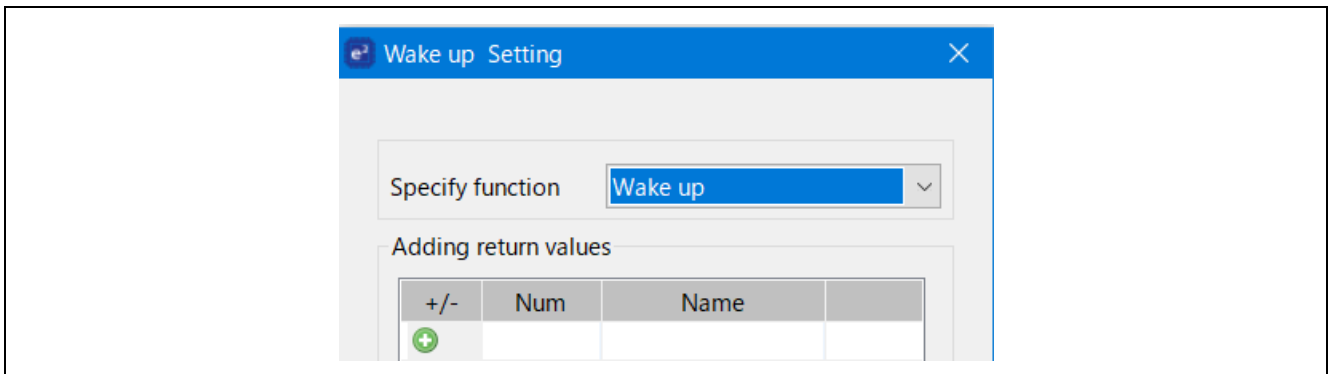 e² Wake up Setting
Specify function Wake up
Adding return values
+/- Num Name